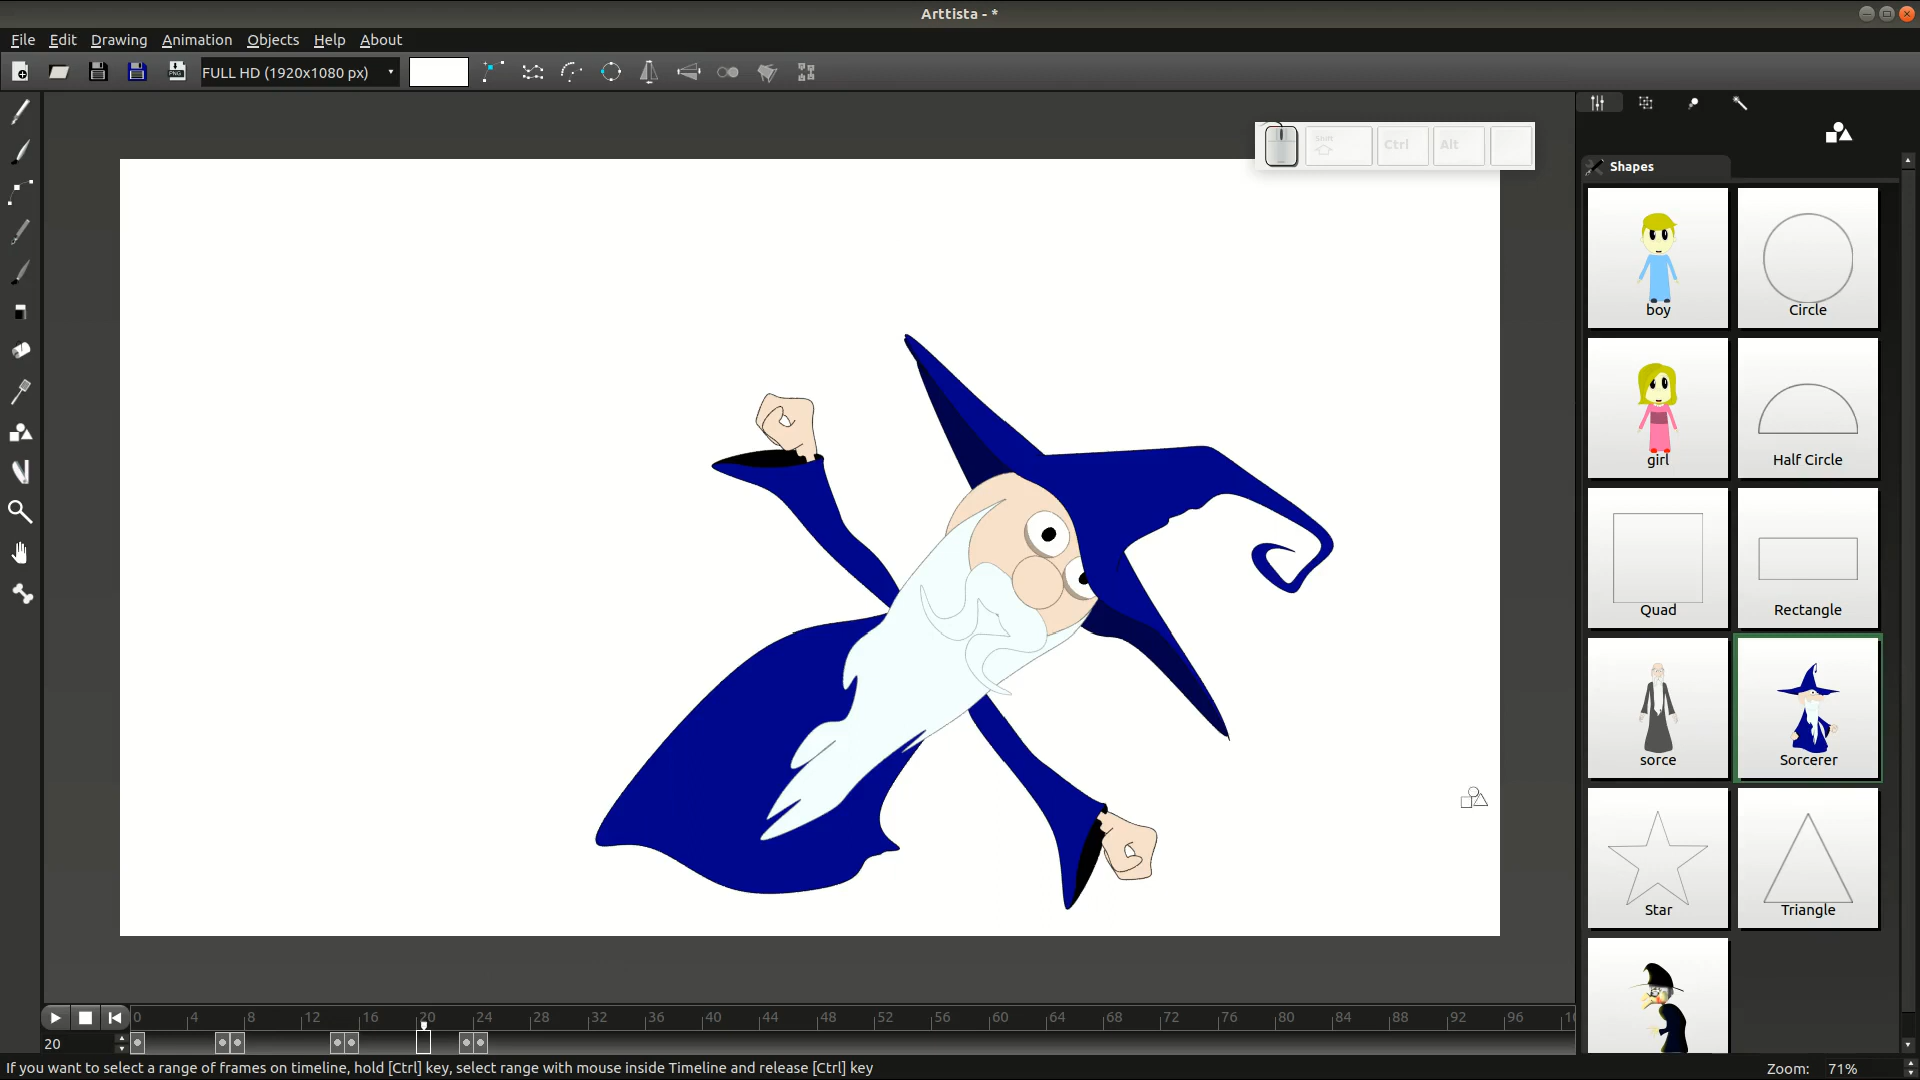 Arttista - *
File Edit Drawing Animation Objects Help About
FULL HD (1920x1080 px)
Shift Ctrl Alt
Shapes
boy Circle
girl Half Circle
Quad Rectangle
sorce Sorcerer
Star Triangle
0 4 8 12 16 20 24 28 32 36 40 44 48 52 56 60 64 68 72 76 80 84 88 92 96 10
20
If you want to select a range of frames on timeline, hold [Ctrl] key, select range with mouse inside Timeline and release [Ctrl] key
Zoom: 71%